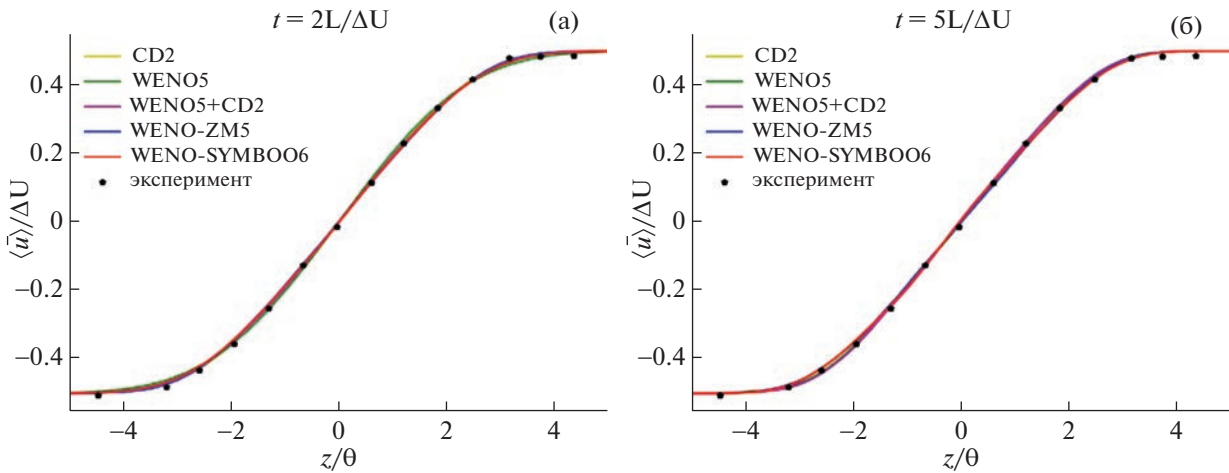 t = 2L/ΔU
(а)
CD2
WENO5
WENO5+CD2
WENO-ZM5
WENO-SYMBOO6
эксперимент
0.4
0.2
0
−0.2
−0.4
⟨u̅⟩/ΔU
−4
−2
0
2
4
z/θ
t = 5L/ΔU
(б)
CD2
WENO5
WENO5+CD2
WENO-ZM5
WENO-SYMBOO6
эксперимент
0.4
0.2
0
−0.2
−0.4
⟨u̅⟩/ΔU
−4
−2
0
2
4
z/θ